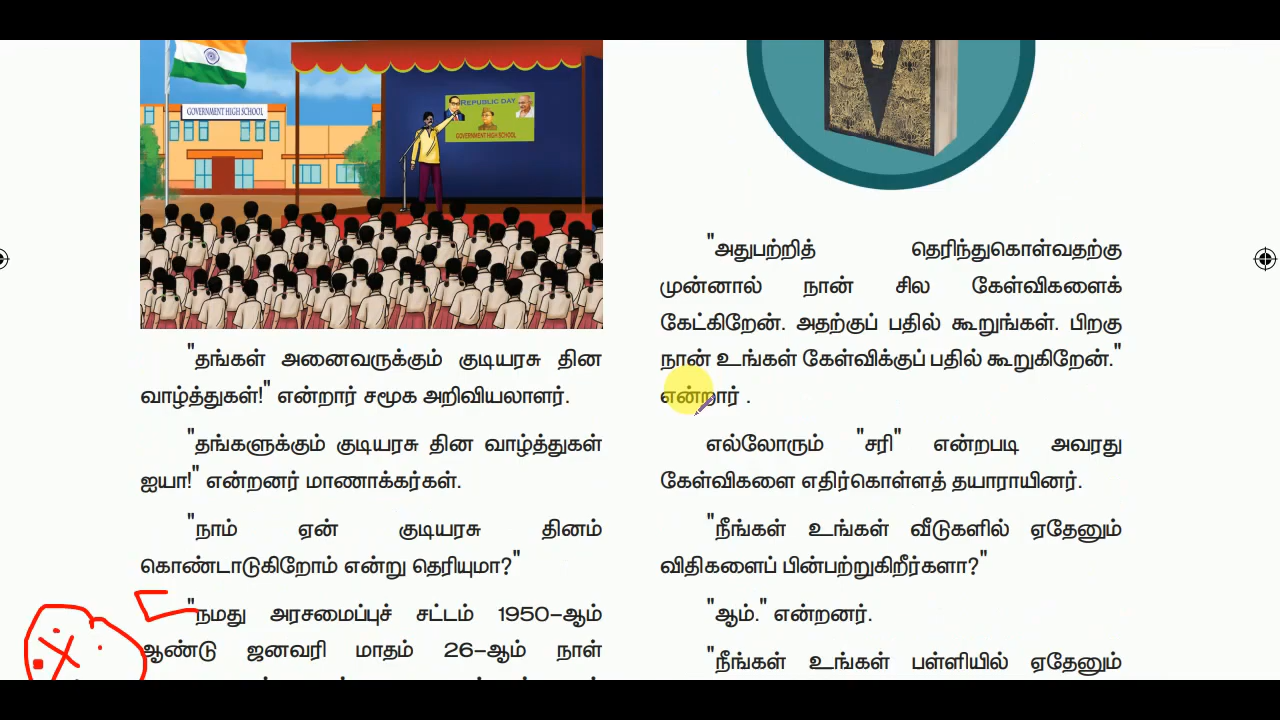 GOVERNMENT HIGH SCHOOL
REPUBLIC DAY
GOVERNMENT HIGH SCHOOL
"தங்கள் அனைவருக்கும் குடியரசு தின
வாழ்த்துகள்!" என்றார் சமூக அறிவியலாளர்.
"தங்களுக்கும் குடியரசு தின வாழ்த்துகள்
ஐயா!" என்றனர் மாணாக்கர்கள்.
"நாம் ஏன் குடியரசு தினம்
கொண்டாடுகிறோம் என்று தெரியுமா?"
"நமது அரசமைப்புச் சட்டம் 1950-ஆம்
ஆண்டு ஜனவரி மாதம் 26-ஆம் நாள்
"அதுபற்றித் தெரிந்துகொள்வதற்கு
முன்னால் நான் சில கேள்விகளைக்
கேட்கிறேன். அதற்குப் பதில் கூறுங்கள். பிறகு
நான் உங்கள் கேள்விக்குப் பதில் கூறுகிறேன்."
என்றார் .
எல்லோரும் "சரி" என்றபடி அவரது
கேள்விகளை எதிர்கொள்ளத் தயாராயினர்.
"நீங்கள் உங்கள் வீடுகளில் ஏதேனும்
விதிகளைப் பின்பற்றுகிறீர்களா?"
"ஆம்." என்றனர்.
"நீங்கள் உங்கள் பள்ளியில் ஏதேனும்